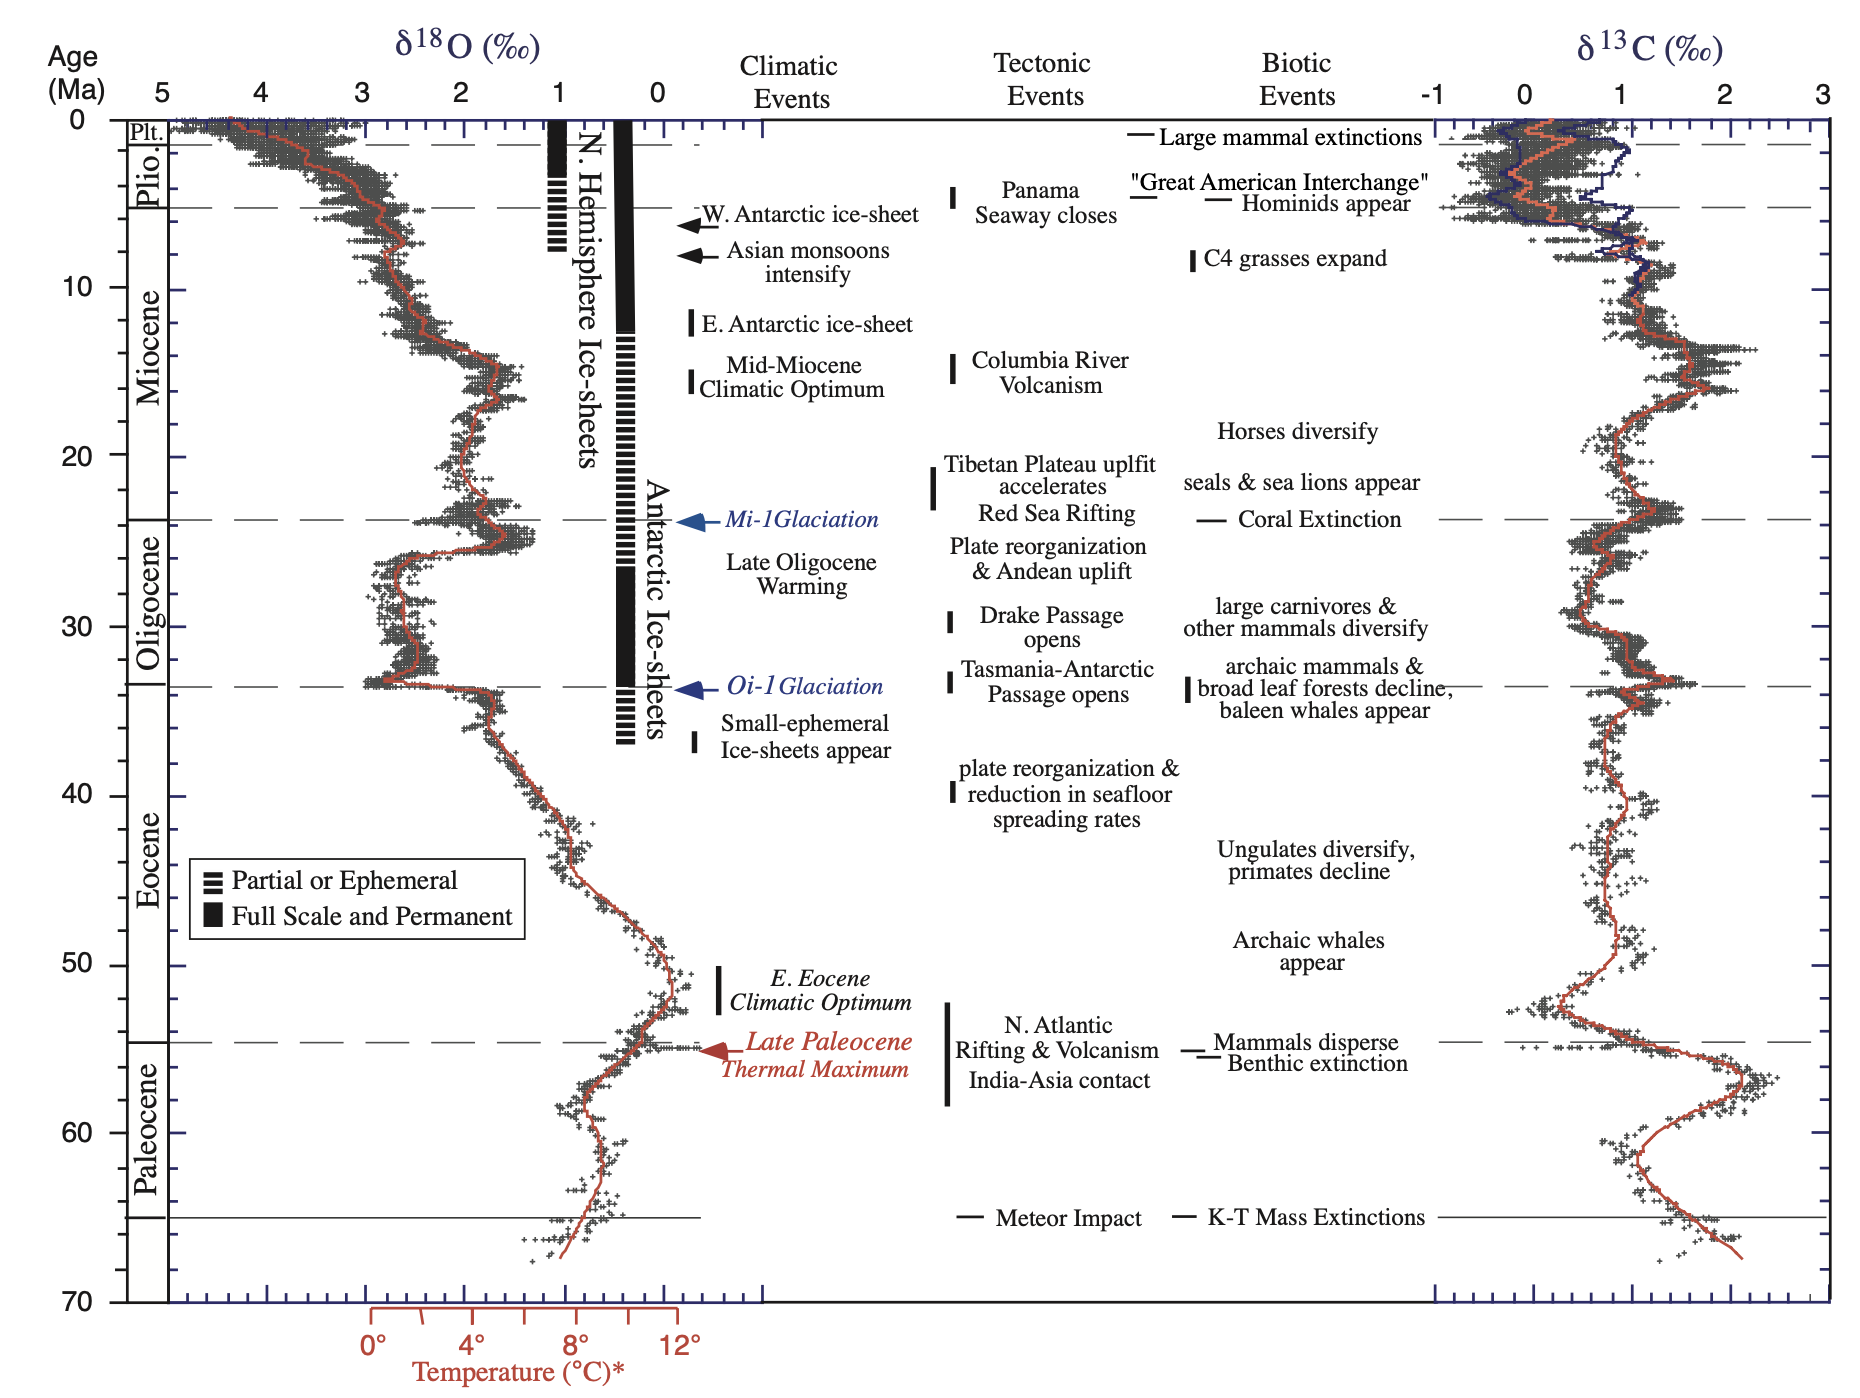 Age
(Ma)
δ18O (‰)
5 4 3 2 1 0
Climatic
Events
Tectonic
Events
Biotic
Events
δ13C (‰)
-1 0 1 2 3
0
10
20
30
40
50
60
70
Plt.
Plio.
Miocene
Oligocene
Eocene
Paleocene
N. Hemisphere Ice-sheets
Antarctic Ice-sheets
W. Antarctic ice-sheet
Asian monsoons
intensify
E. Antarctic ice-sheet
Mid-Miocene
Climatic Optimum
Mi-1Glaciation
Late Oligocene
Warming
Oi-1Glaciation
Small-ephemeral
Ice-sheets appear
E. Eocene
Climatic Optimum
Late Paleocene
Thermal Maximum
Panama
Seaway closes
Columbia River
Volcanism
Tibetan Plateau uplfit
accelerates
Red Sea Rifting
Plate reorganization
& Andean uplift
Drake Passage
opens
Tasmania-Antarctic
Passage opens
plate reorganization &
reduction in seafloor
spreading rates
N. Atlantic
Rifting & Volcanism
India-Asia contact
Meteor Impact
Large mammal extinctions
"Great American Interchange"
Hominids appear
C4 grasses expand
Horses diversify
seals & sea lions appear
Coral Extinction
large carnivores &
other mammals diversify
archaic mammals &
broad leaf forests decline,
baleen whales appear
Ungulates diversify,
primates decline
Archaic whales
appear
Mammals disperse
Benthic extinction
K-T Mass Extinctions
Partial or Ephemeral
Full Scale and Permanent
0° 4° 8° 12°
Temperature (°C)*